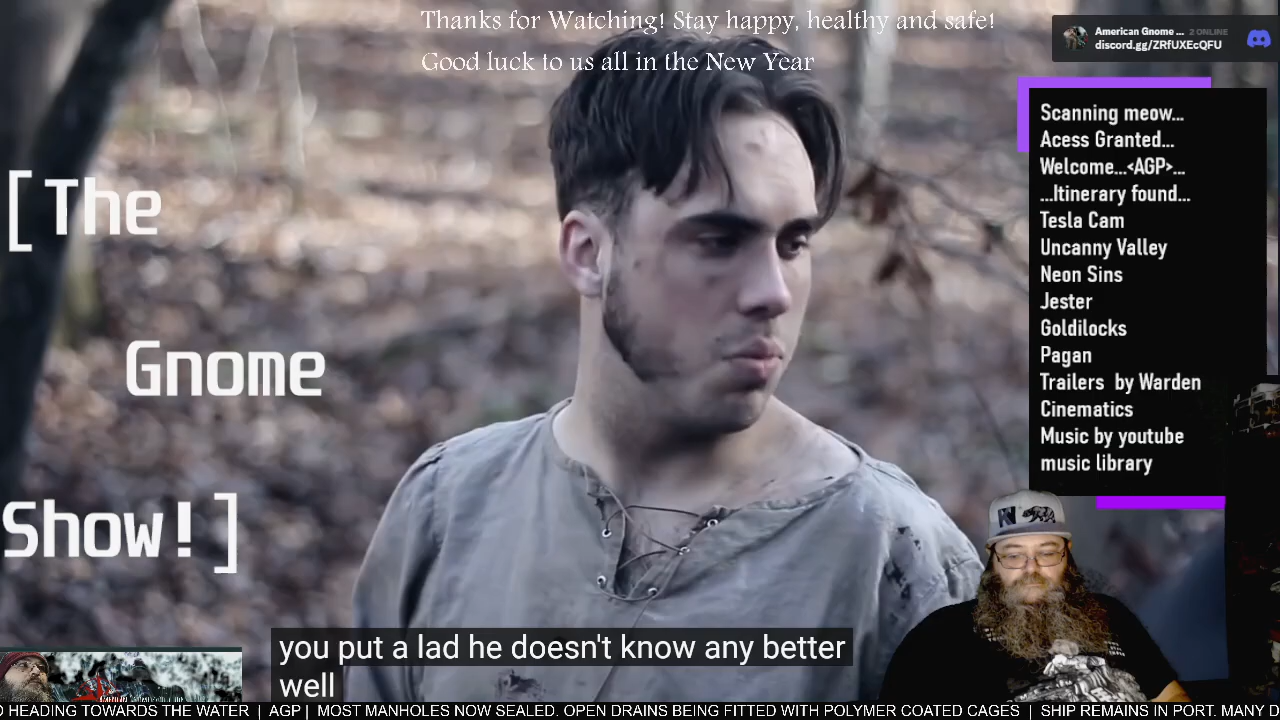 Thanks for Watching! Stay happy, healthy and safe!
Good luck to us all in the New Year
American Gnome ... 2 ONLINE
discord.gg/ZRfUXEcQFU
[The
Gnome
Show!]
Scanning meow...
Acess Granted...
Welcome...<AGP>...
...Itinerary found...
Tesla Cam
Uncanny Valley
Neon Sins
Jester
Goldilocks
Pagan
Trailers by Warden
Cinematics
Music by youtube
music library
you put a lad he doesn't know any better
well
HEADING TOWARDS THE WATER | AGP | MOST MANHOLES NOW SEALED. OPEN DRAINS BEING FITTED WITH POLYMER COATED CAGES | SHIP REMAINS IN PORT. MANY D